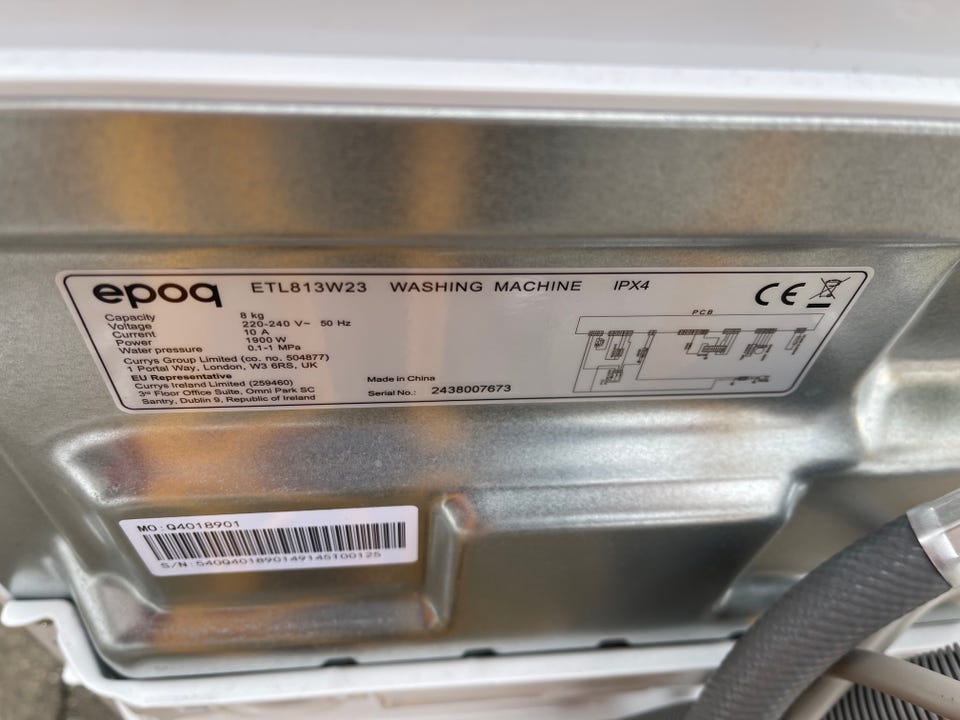 epoq ETL813W23 WASHING MACHINE IPX4 CE
Capacity 8 kg
Voltage 220-240 V~ 50 Hz
Current 10 A
Power 1900 W
Water pressure 0.1-1 MPa
Currys Group Limited (co. no. 504877)
1 Portal Way, London, W3 6RS, UK
EU Representative
Currys Ireland Limited (259460)
3rd Floor Office Suite, Omni Park SC
Santry, Dublin 9, Republic of Ireland
Made in China
Serial No.: 2438007673
PCB
MO:Q4018901
S/N:540Q401890149145T00125